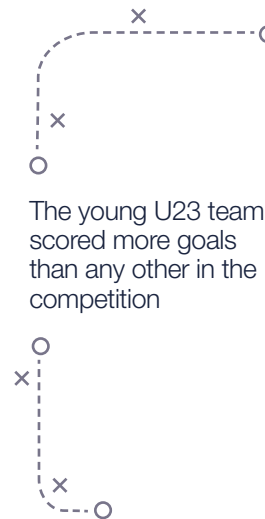 The young U23 team
scored more goals
than any other in the
competition